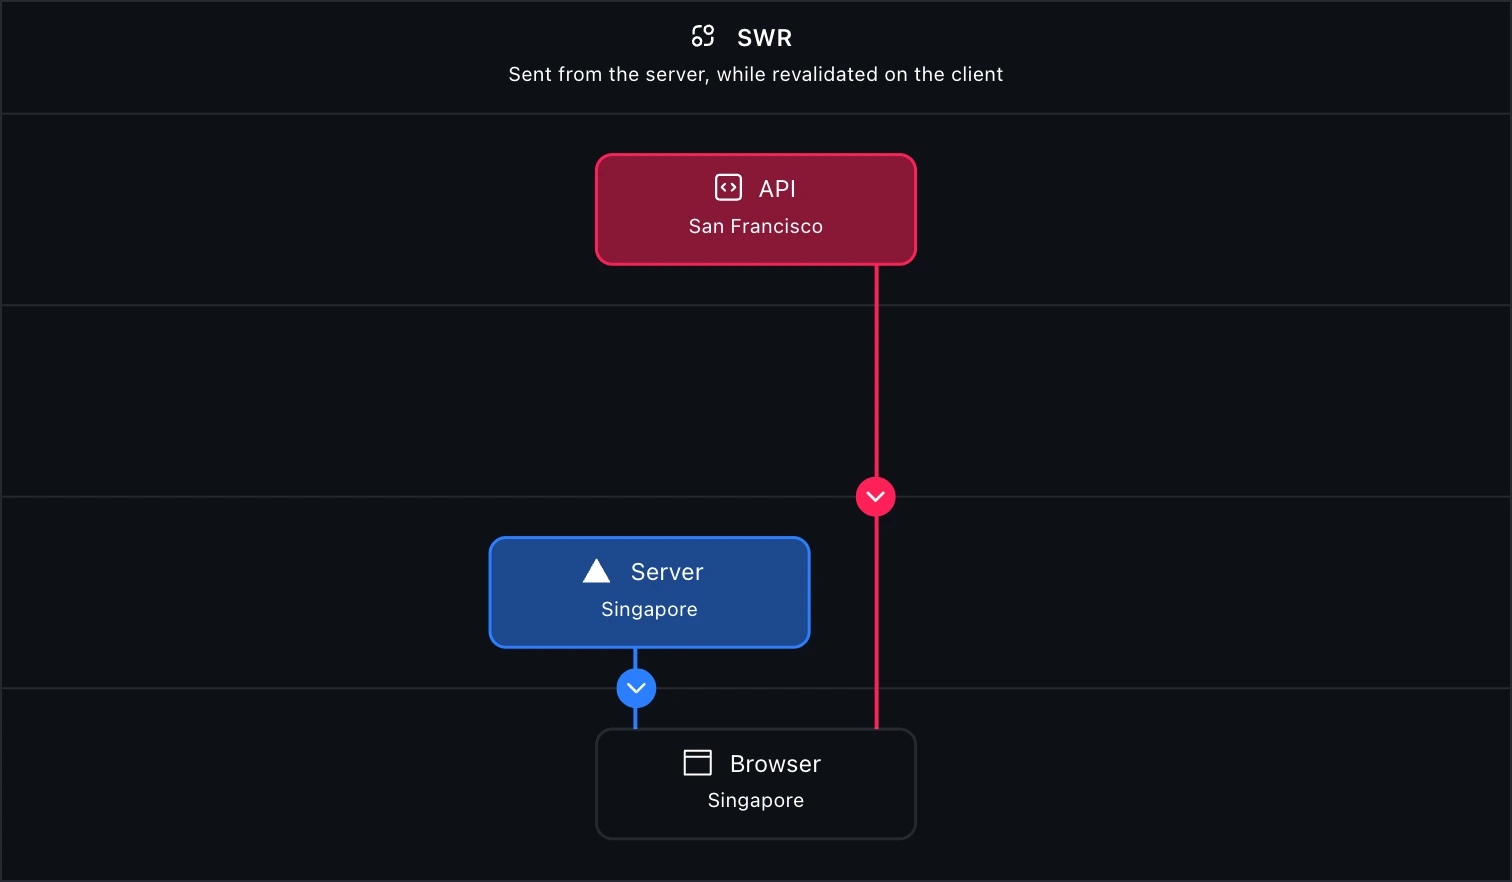 SWR
Sent from the server, while revalidated on the client
API
San Francisco
Server
Singapore
Browser
Singapore